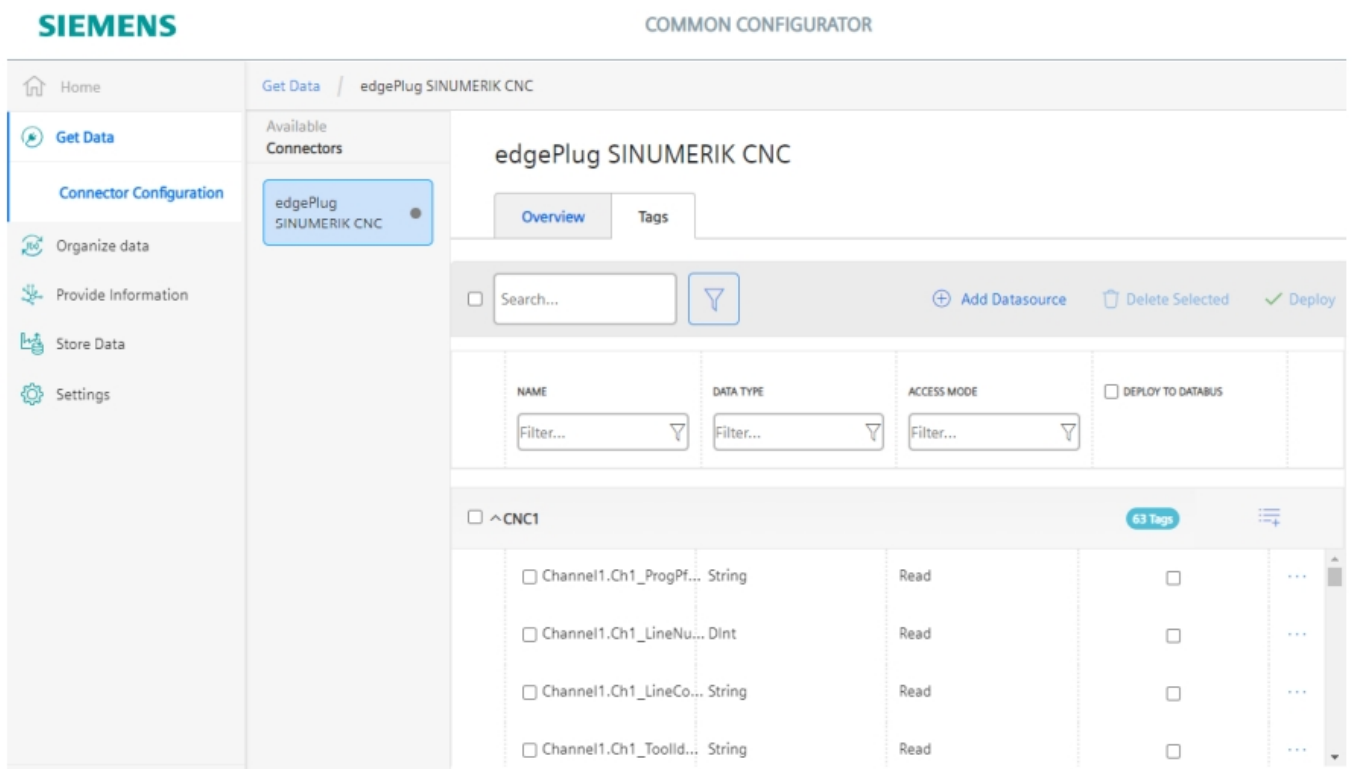 SIEMENS
COMMON CONFIGURATOR
Home
Get Data / edgePlug SINUMERIK CNC
Get Data
Connector Configuration
Organize data
Provide Information
Store Data
Settings
Available
Connectors
edgePlug
SINUMERIK CNC
edgePlug SINUMERIK CNC
Overview
Tags
Search...
Add Datasource
Delete Selected
Deploy
NAME
DATA TYPE
ACCESS MODE
DEPLOY TO DATABUS
Filter...
Filter...
Filter...
CNC1
63 Tags
Channel1.Ch1_ProgPf... String Read
Channel1.Ch1_LineNu... DInt Read
Channel1.Ch1_LineCo... String Read
Channel1.Ch1_ToolId... String Read